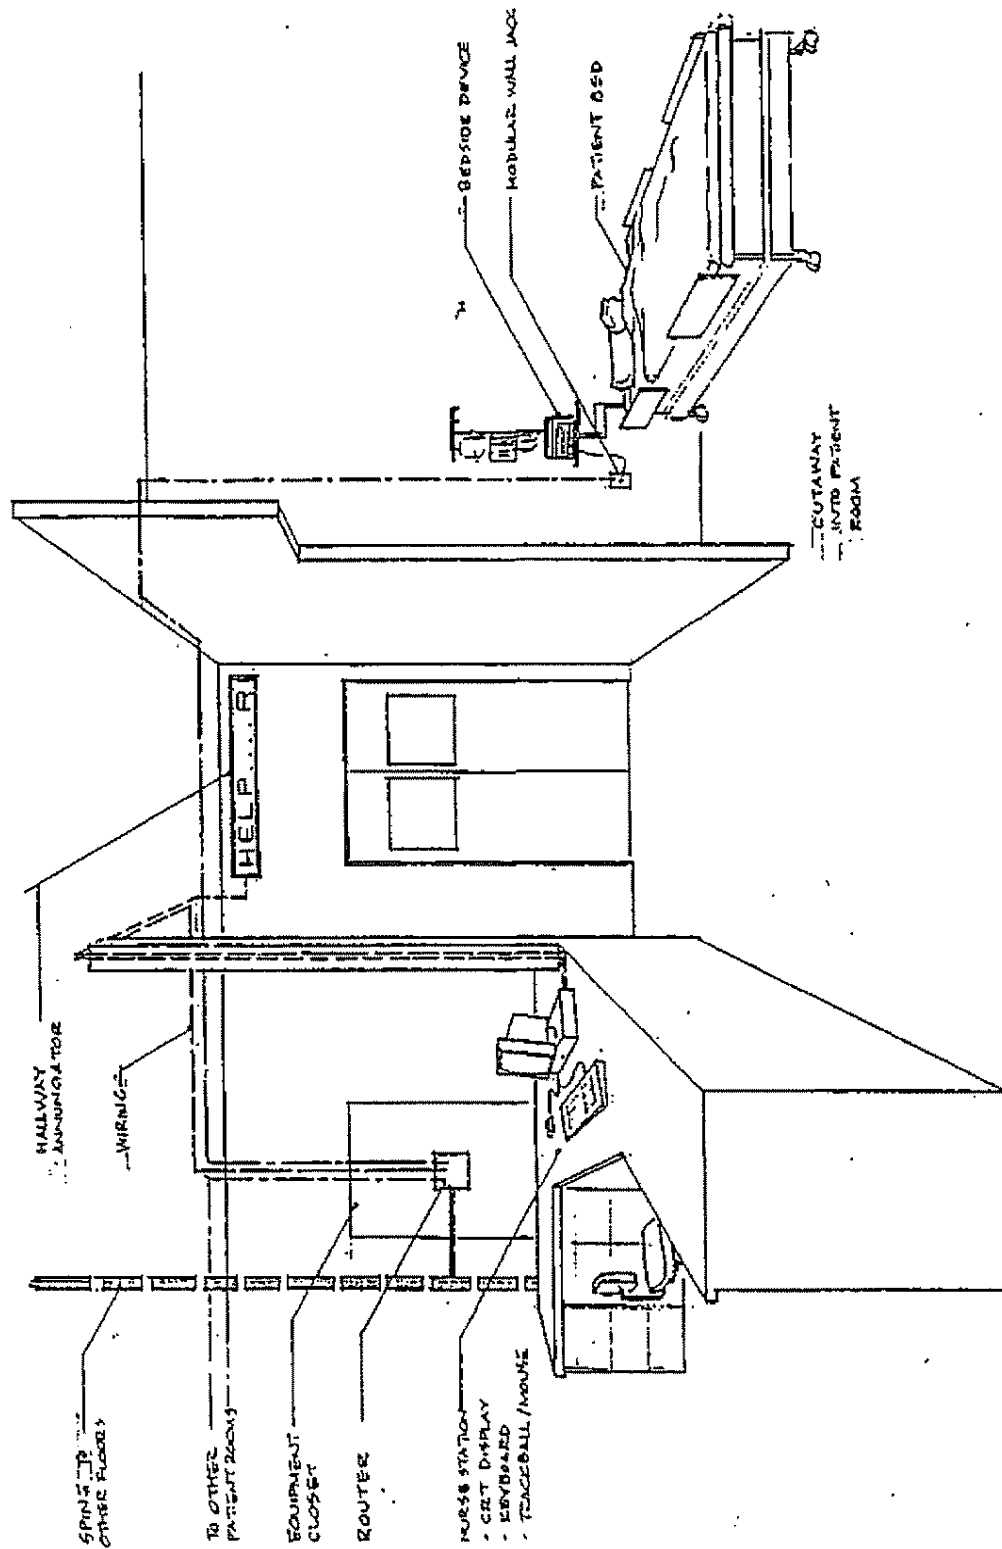 SPINE TO
OTHER FLOORS
TO OTHER
PATIENT ROOMS
EQUIPMENT
CLOSET
ROUTER
NURSE STATION
- CRT DISPLAY
- KEYBOARD
- TRACKBALL / MOUSE
HALLWAY
ANNUNCIATOR
WIRING
HELP....R
BEDSIDE DEVICE
MODULAR WALL JACK
PATIENT BED
CUTAWAY
INTO PATIENT
ROOM